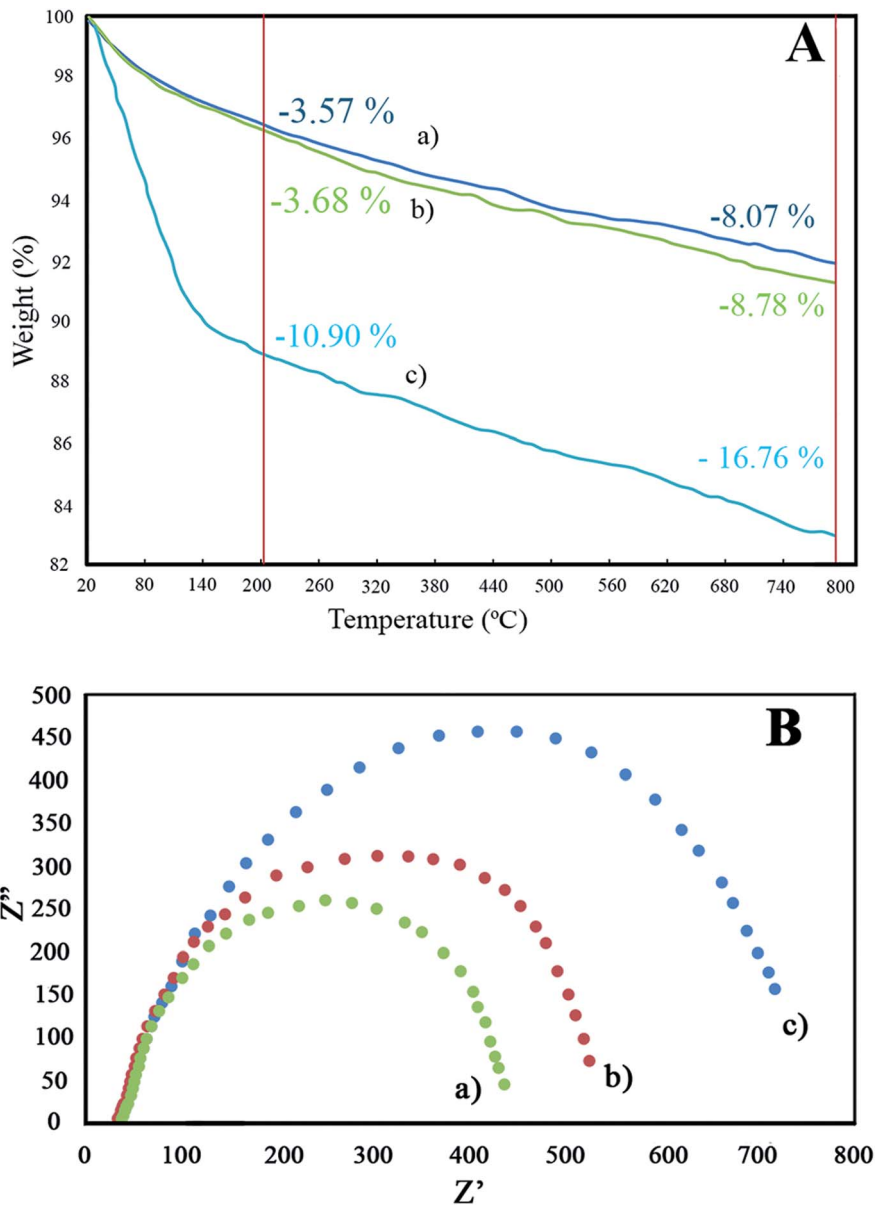 100
A
98
-3.57 %
a)
96
-3.68 %
b)
94
-8.07 %
92
-8.78 %
Weight (%)
90
-10.90 %
c)
88
86
- 16.76 %
84
82
20 80 140 200 260 320 380 440 500 560 620 680 740 800
Temperature (ºC)
500
B
450
400
350
300
Z”
250
200
150
100
c)
50
a)
b)
0
0 100 200 300 400 500 600 700 800
Z’